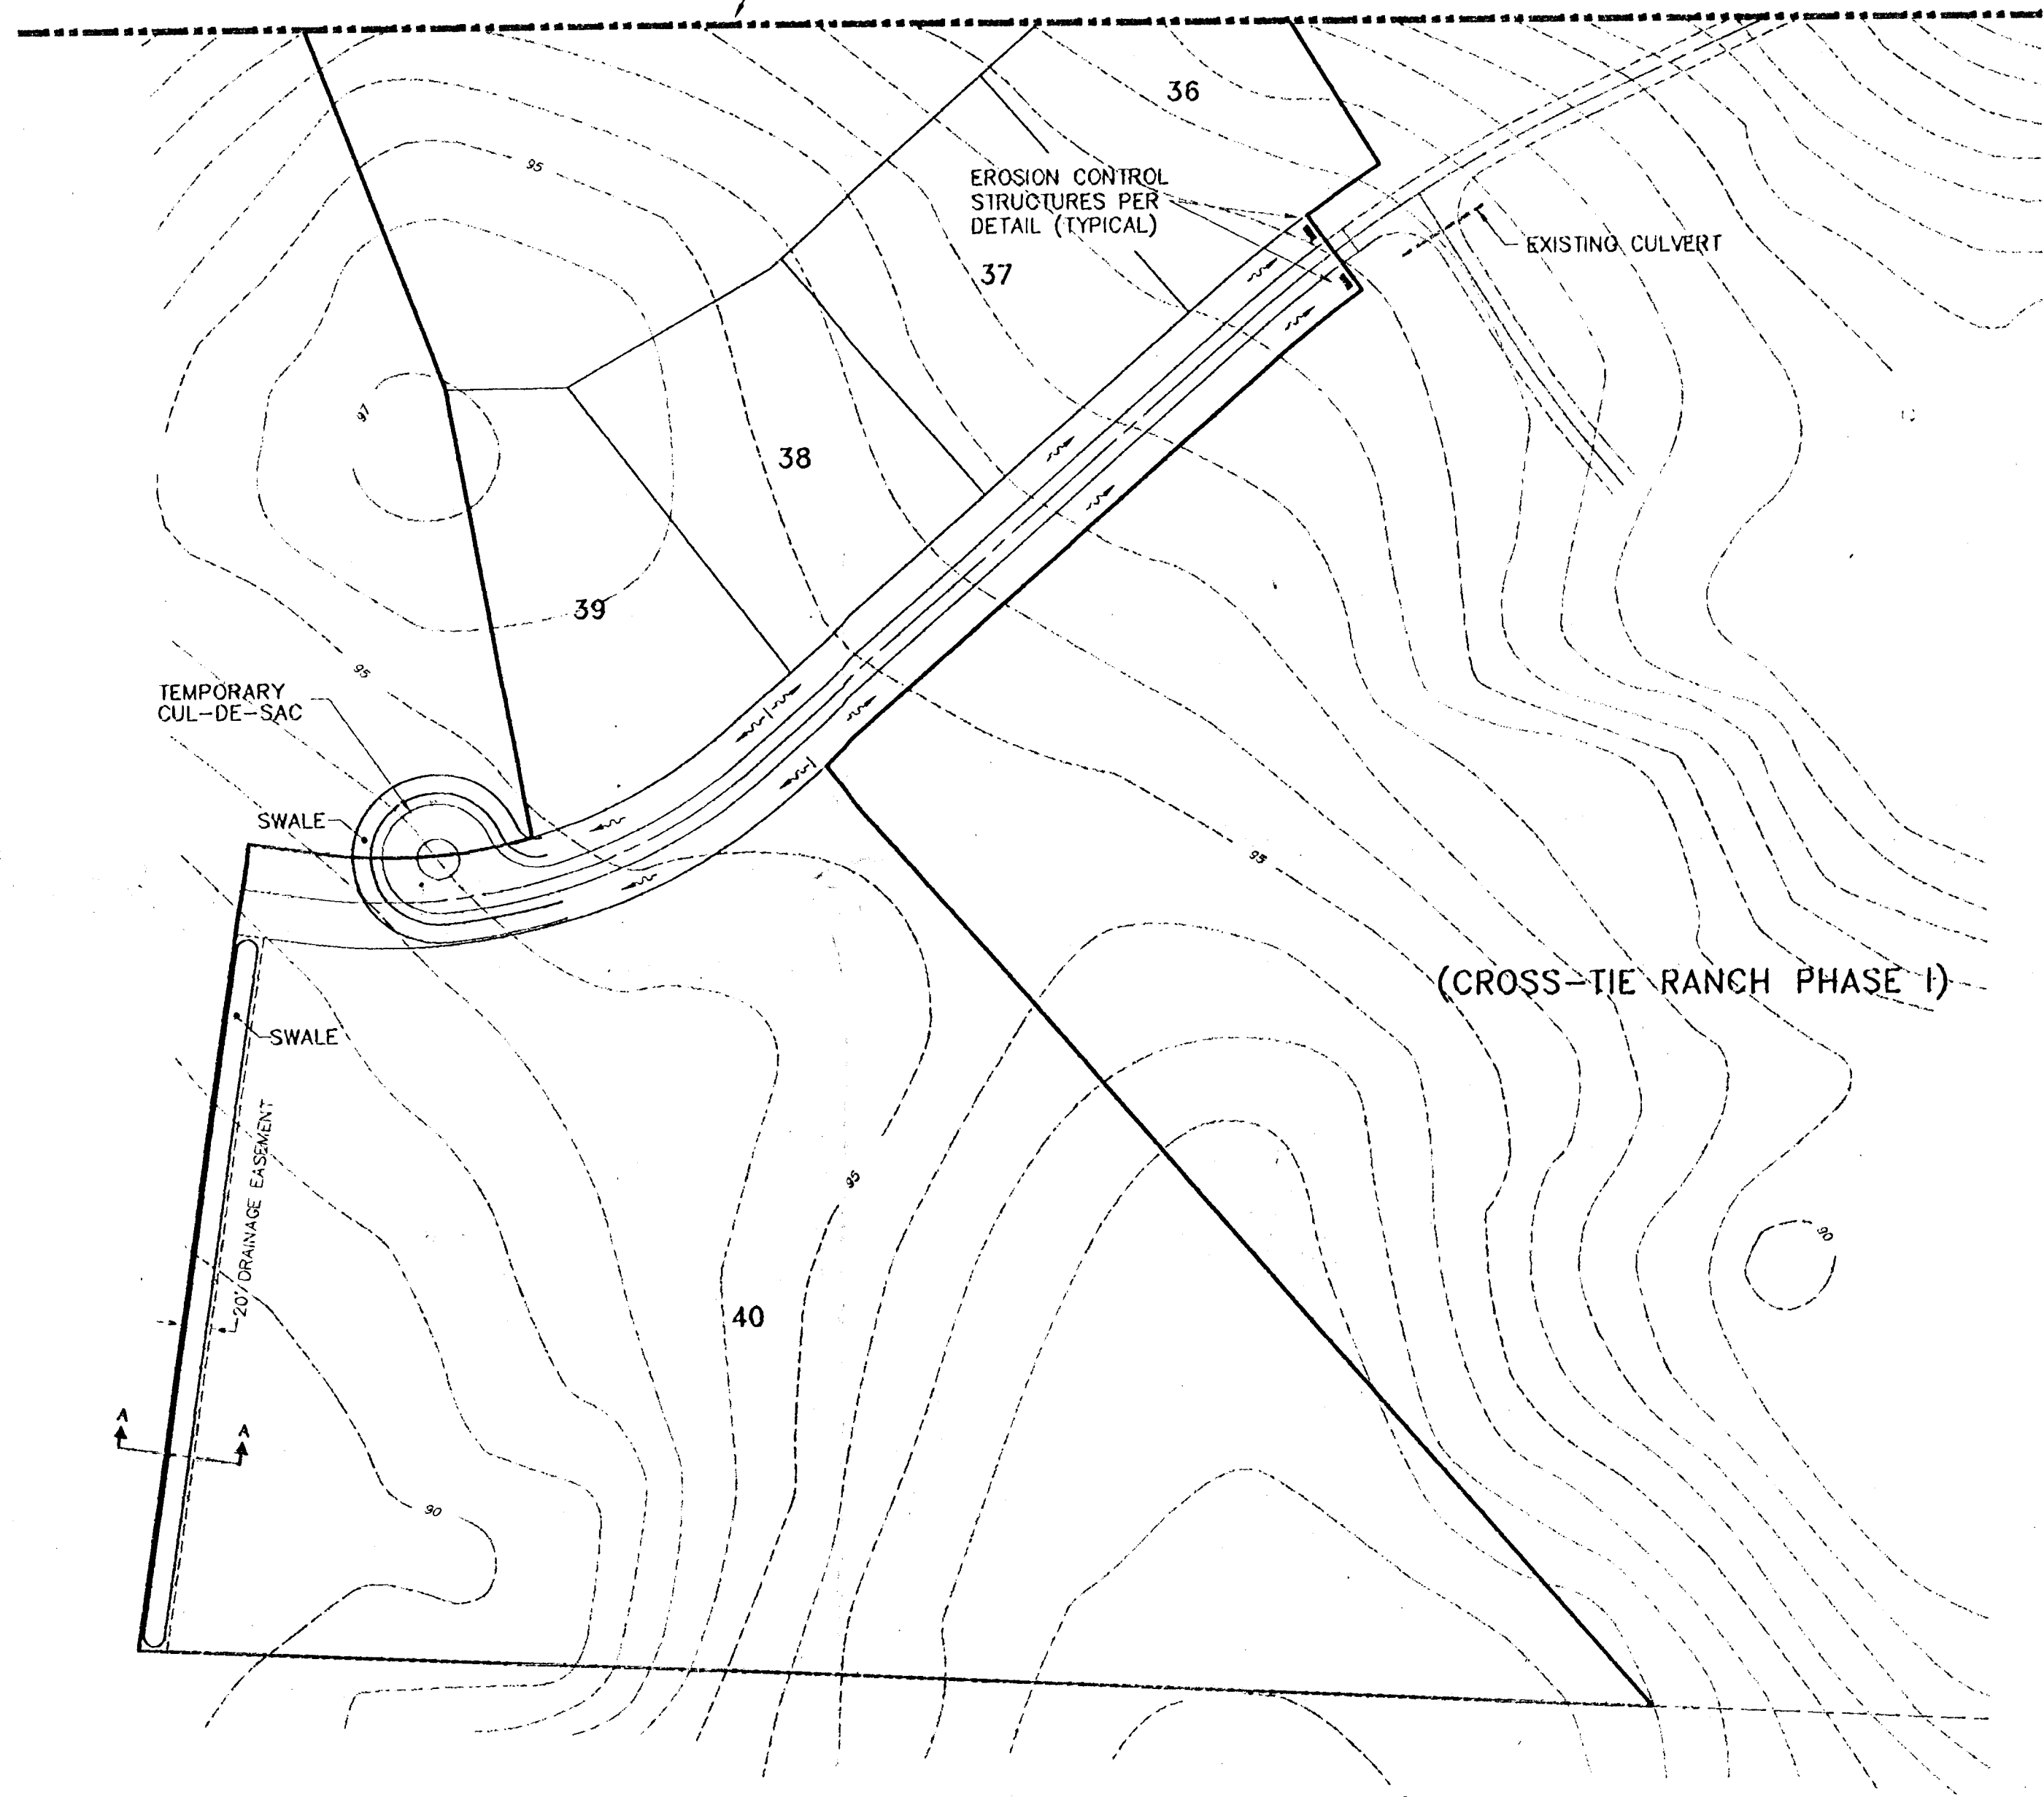 36
95
EROSION CONTROL
STRUCTURES PER
DETAIL (TYPICAL)
EXISTING CULVERT
37
97
38
39
95
TEMPORARY
CUL-DE-SAC
SWALE
95
(CROSS-TIE RANCH PHASE I)
SWALE
20' DRAINAGE EASEMENT
95
90
40
A
A
90